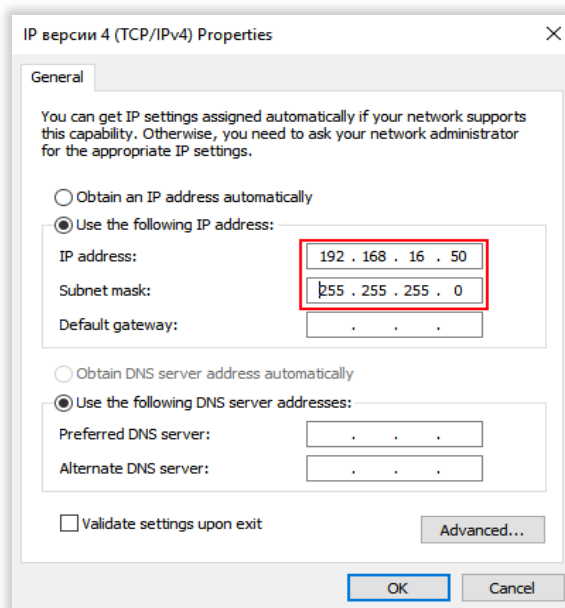 IP версии 4 (TCP/IPv4) Properties
General
You can get IP settings assigned automatically if your network supports
this capability. Otherwise, you need to ask your network administrator
for the appropriate IP settings.
Obtain an IP address automatically
Use the following IP address:
IP address: 192 . 168 . 16 . 50
Subnet mask: 255 . 255 . 255 . 0
Default gateway: . . .
Obtain DNS server address automatically
Use the following DNS server addresses:
Preferred DNS server: . . .
Alternate DNS server: . . .
Validate settings upon exit
Advanced...
OK Cancel